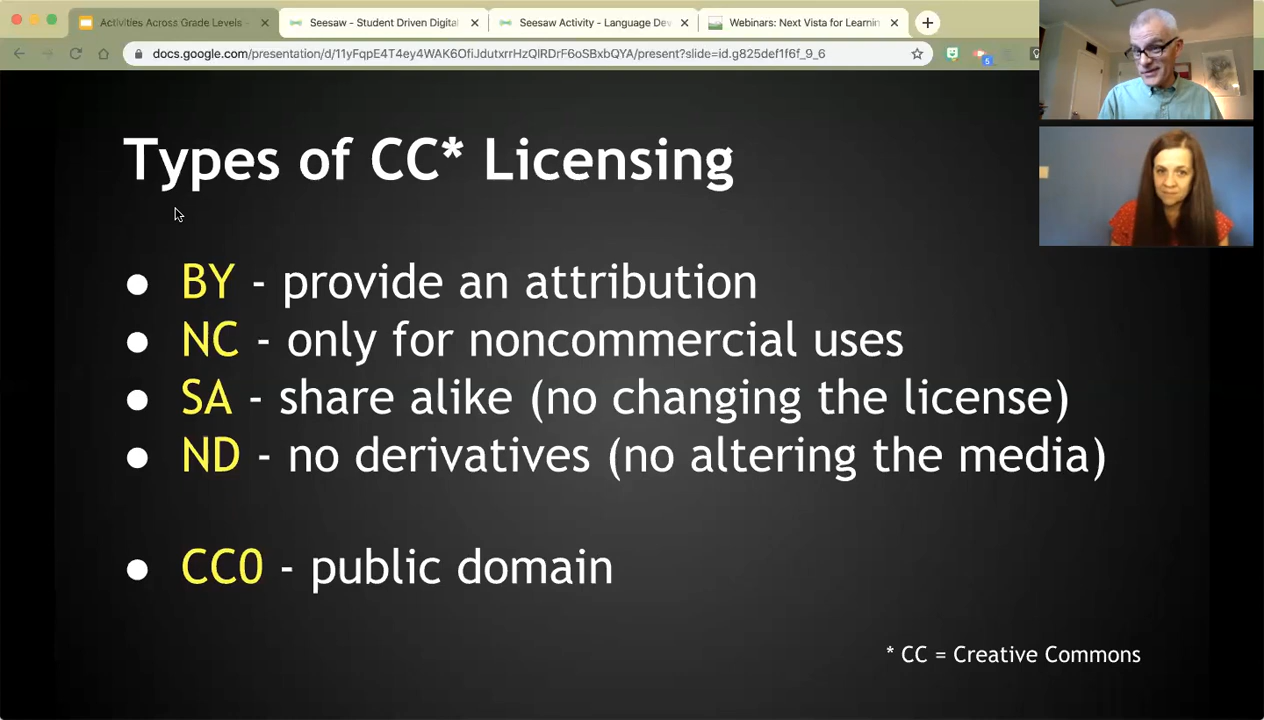 Activities Across Grade Levels -
Seesaw - Student Driven Digital
Seesaw Activity - Language Dev
Webinars: Next Vista for Learnin
docs.google.com/presentation/d/11yFqpE4T4ey4WAK6OfiJdutxrrHzQlRDrF6oSBxbQYA/present?slide=id.g825def1f6f_9_6
5
Types of CC* Licensing
● BY - provide an attribution
● NC - only for noncommercial uses
● SA - share alike (no changing the license)
● ND - no derivatives (no altering the media)
● CC0 - public domain
* CC = Creative Commons